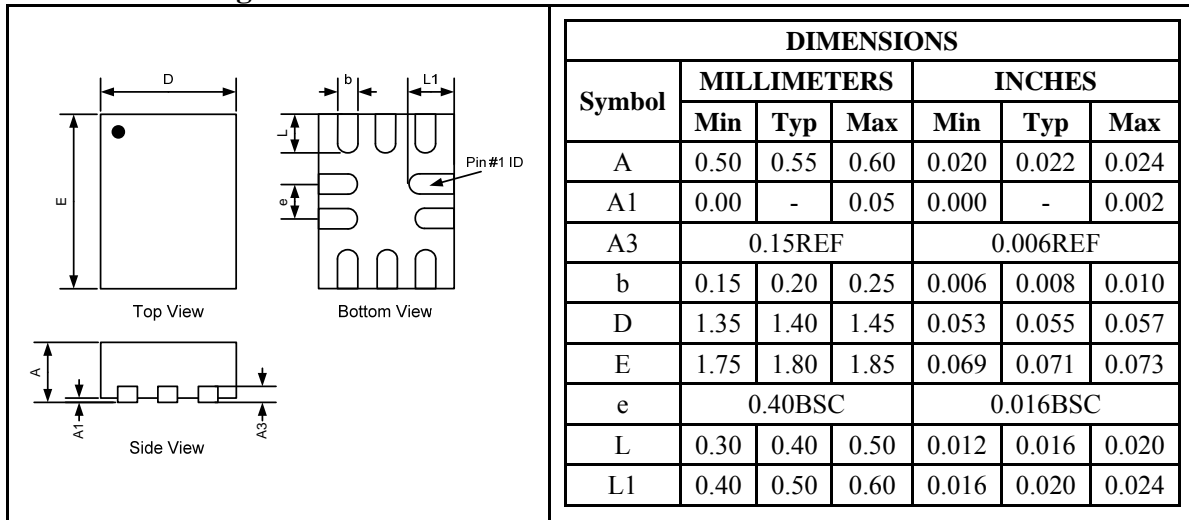 D
b
L1
L
Pin #1 ID
E
e
Top View
Bottom View
A
A1
A3
Side View
DIMENSIONS
Symbol MILLIMETERS INCHES
Min Typ Max Min Typ Max
A 0.50 0.55 0.60 0.020 0.022 0.024
A1 0.00 - 0.05 0.000 - 0.002
A3 0.15REF 0.006REF
b 0.15 0.20 0.25 0.006 0.008 0.010
D 1.35 1.40 1.45 0.053 0.055 0.057
E 1.75 1.80 1.85 0.069 0.071 0.073
e 0.40BSC 0.016BSC
L 0.30 0.40 0.50 0.012 0.016 0.020
L1 0.40 0.50 0.60 0.016 0.020 0.024